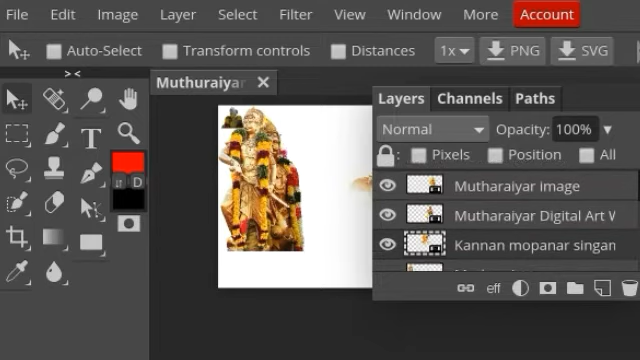 File Edit Image Layer Select Filter View Window More Account
Auto-Select Transform controls Distances 1x PNG SVG
> <
Muthuraiyar
Layers Channels Paths
Normal Opacity: 100%
Pixels Position All
Mutharaiyar image
Mutharaiyar Digital Art
Kannan mopanar singan
T
D
eff